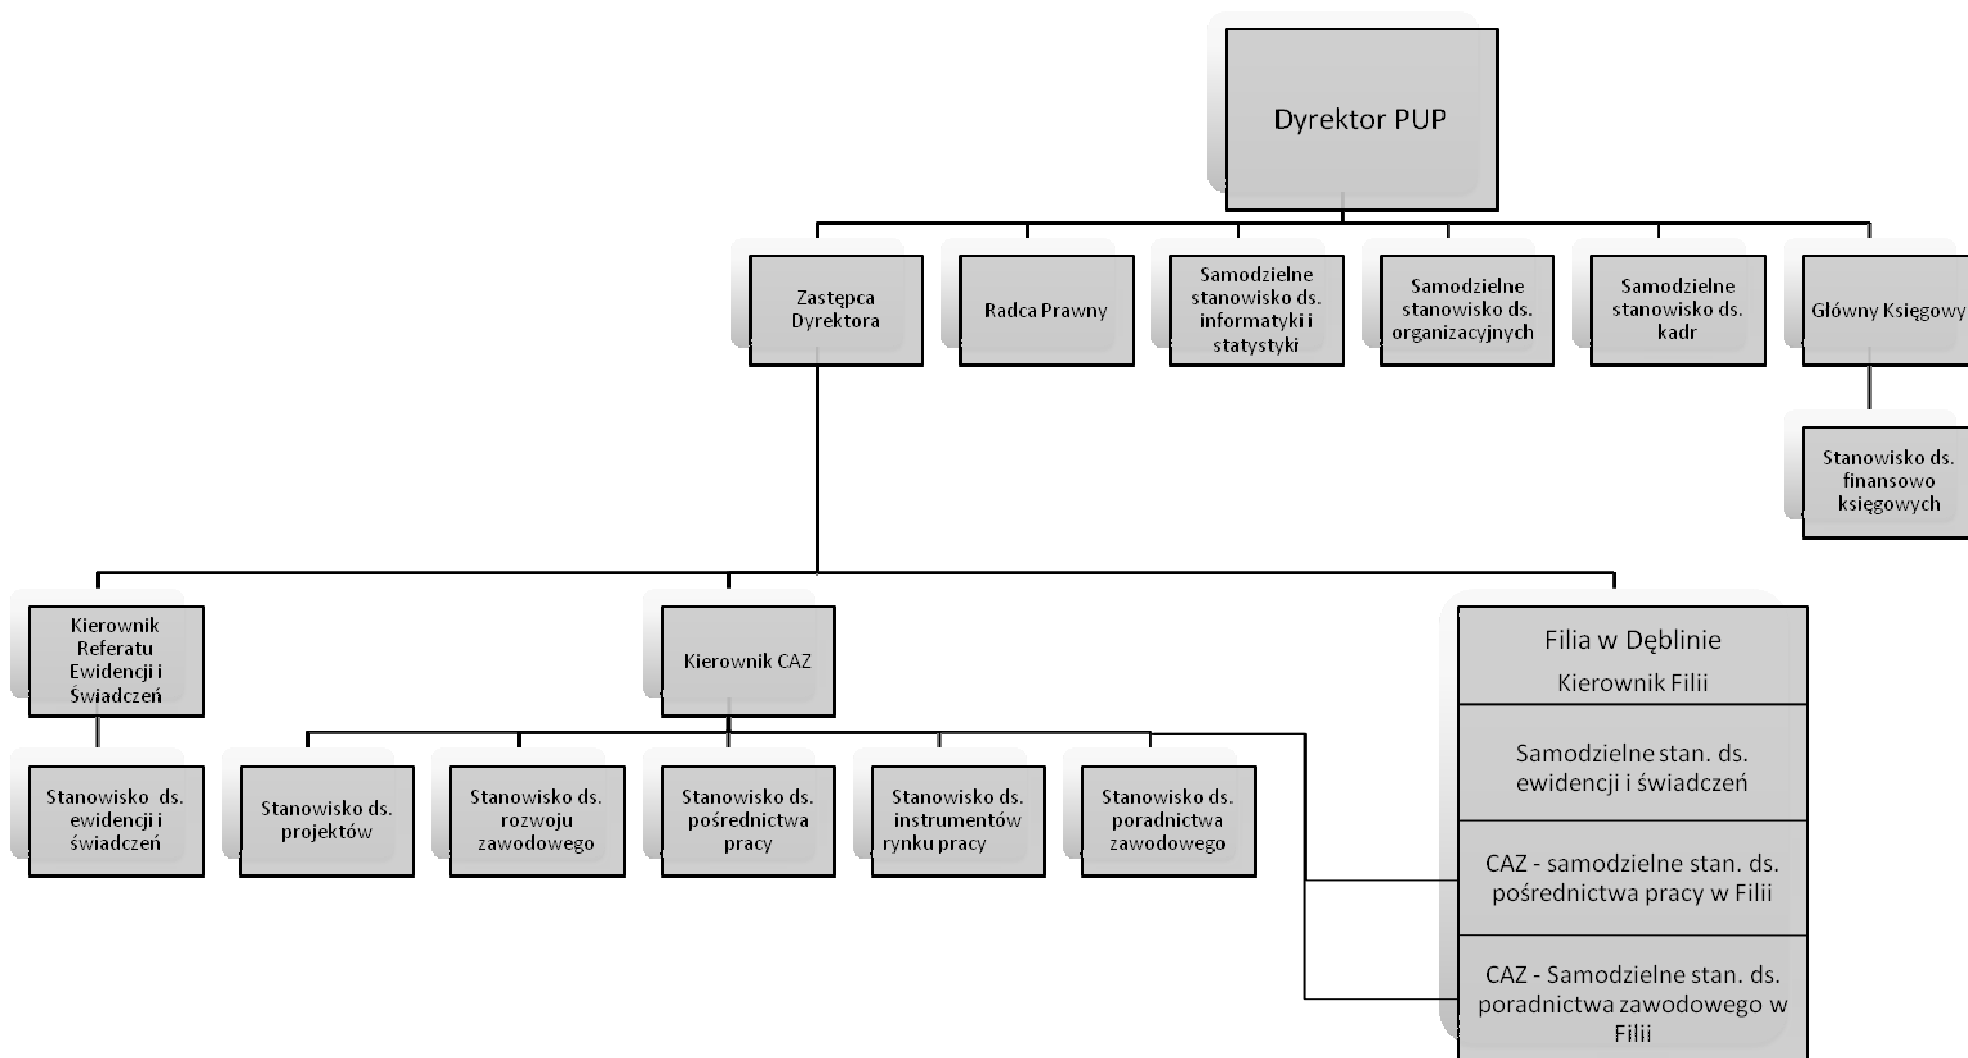 Dyrektor PUP
Zastępca
Dyrektora
Radca Prawny
Samodzielne
stanowisko ds.
informatyki i
statystyki
Samodzielne
stanowisko ds.
organizacyjnych
Samodzielne
stanowisko ds.
kadr
Główny Księgowy
Stanowisko ds.
finansowo
księgowych
Kierownik
Referatu
Ewidencji i
Świadczeń
Kierownik CAZ
Filia w Dęblinie
Kierownik Filii
Samodzielne stan. ds.
ewidencji i świadczeń
CAZ - samodzielne stan. ds.
pośrednictwa pracy w Filii
CAZ - Samodzielne stan. ds.
poradnictwa zawodowego w
Filii
Stanowisko ds.
ewidencji i
świadczeń
Stanowisko ds.
projektów
Stanowisko ds.
rozwoju
zawodowego
Stanowisko ds.
pośrednictwa
pracy
Stanowisko ds.
instrumentów
rynku pracy
Stanowisko ds.
poradnictwa
zawodowego